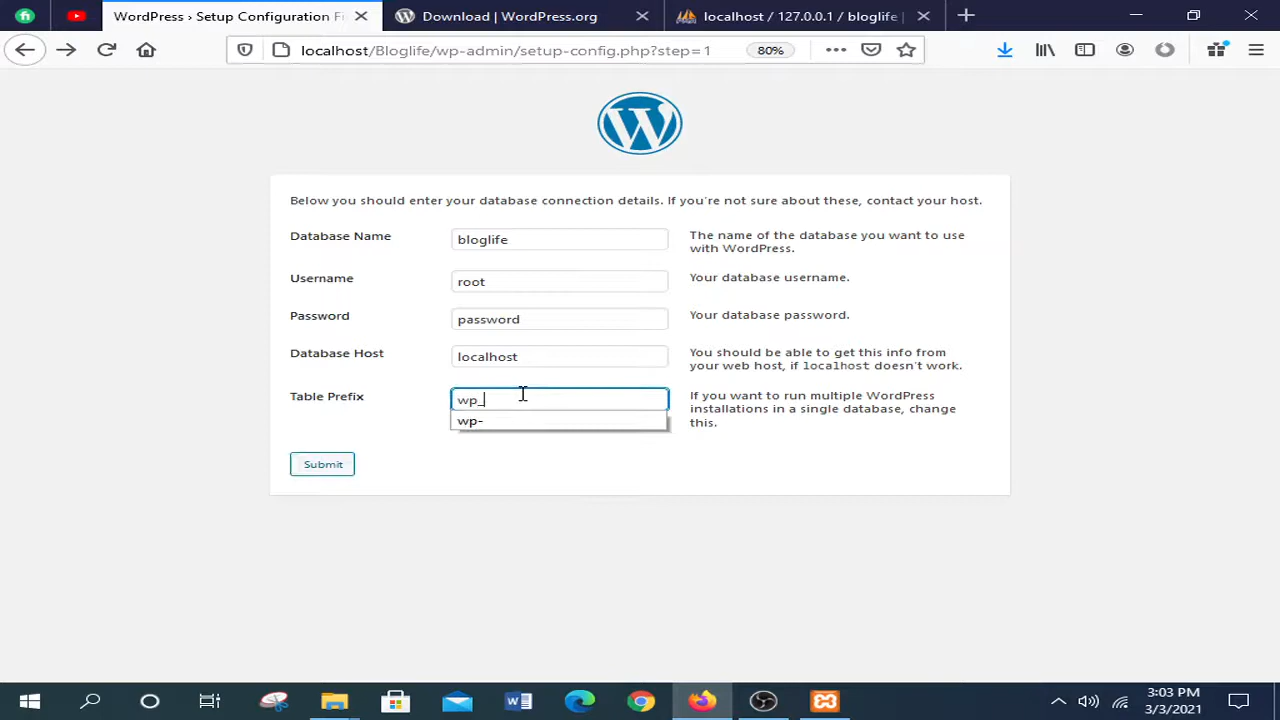 WordPress › Setup Configuration Fi
Download | WordPress.org
localhost / 127.0.0.1 / bloglife |
localhost/Bloglife/wp-admin/setup-config.php?step=1
80%
Below you should enter your database connection details. If you're not sure about these, contact your host.
Database Name
bloglife
The name of the database you want to use
with WordPress.
Username
root
Your database username.
Password
password
Your database password.
Database Host
localhost
You should be able to get this info from
your web host, if localhost doesn't work.
Table Prefix
wp_
wp-
If you want to run multiple WordPress
installations in a single database, change
this.
Submit
3:03 PM
3/3/2021